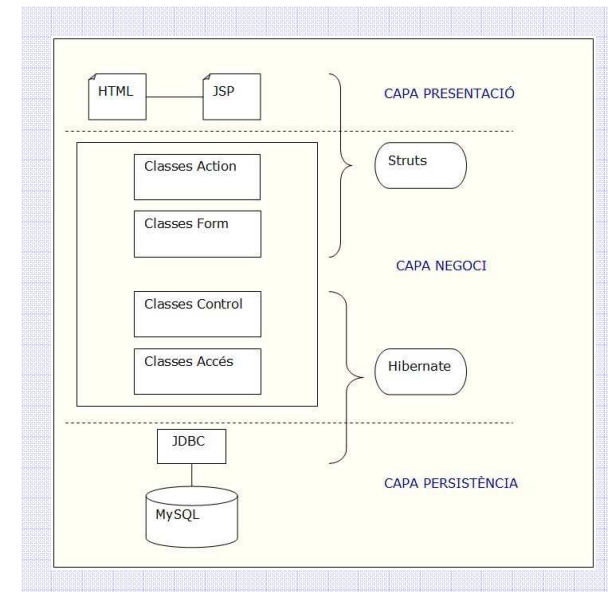 HTML
JSP
CAPA PRESENTACIÓ
Classes Action
Struts
Classes Form
CAPA NEGOCI
Classes Control
Classes Accés
Hibernate
JDBC
CAPA PERSISTÈNCIA
MySQL